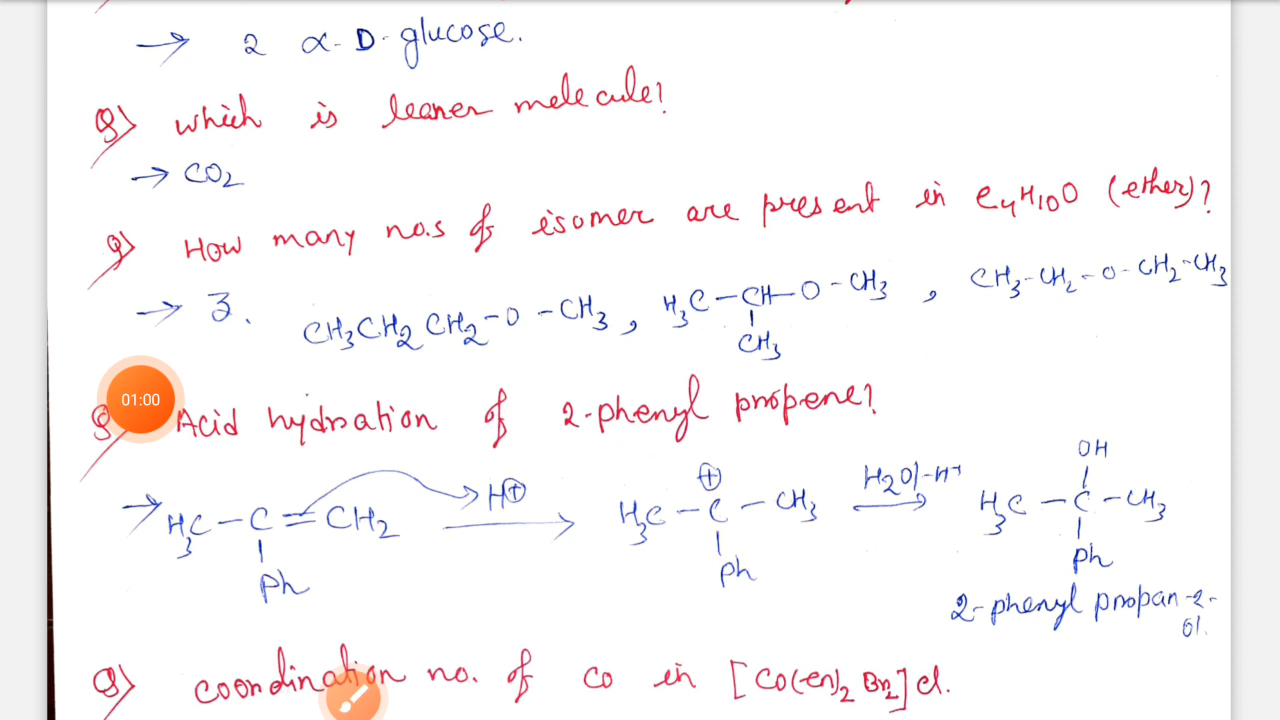 → 2 α-D-glucose.
Q) which is leaner melecule?
→ CO2
Q) How many no.s of isomer are present in C4H10O (ether)?
→ 3. CH3CH2CH2-O-CH3, H3C-CH-O-CH3, CH3-CH2-O-CH2-CH3
CH3
01:00
Q Acid hydration of 2-phenyl propene?
OH
→ H3C-C=CH2 H⊕ H3C-C-CH3 ⊕ H2O/-H+ H3C-C-CH3
Ph Ph Ph
2-phenyl propan-2-
ol.
Q) coordination no. of co in [Co(en)2 Br2]cl.